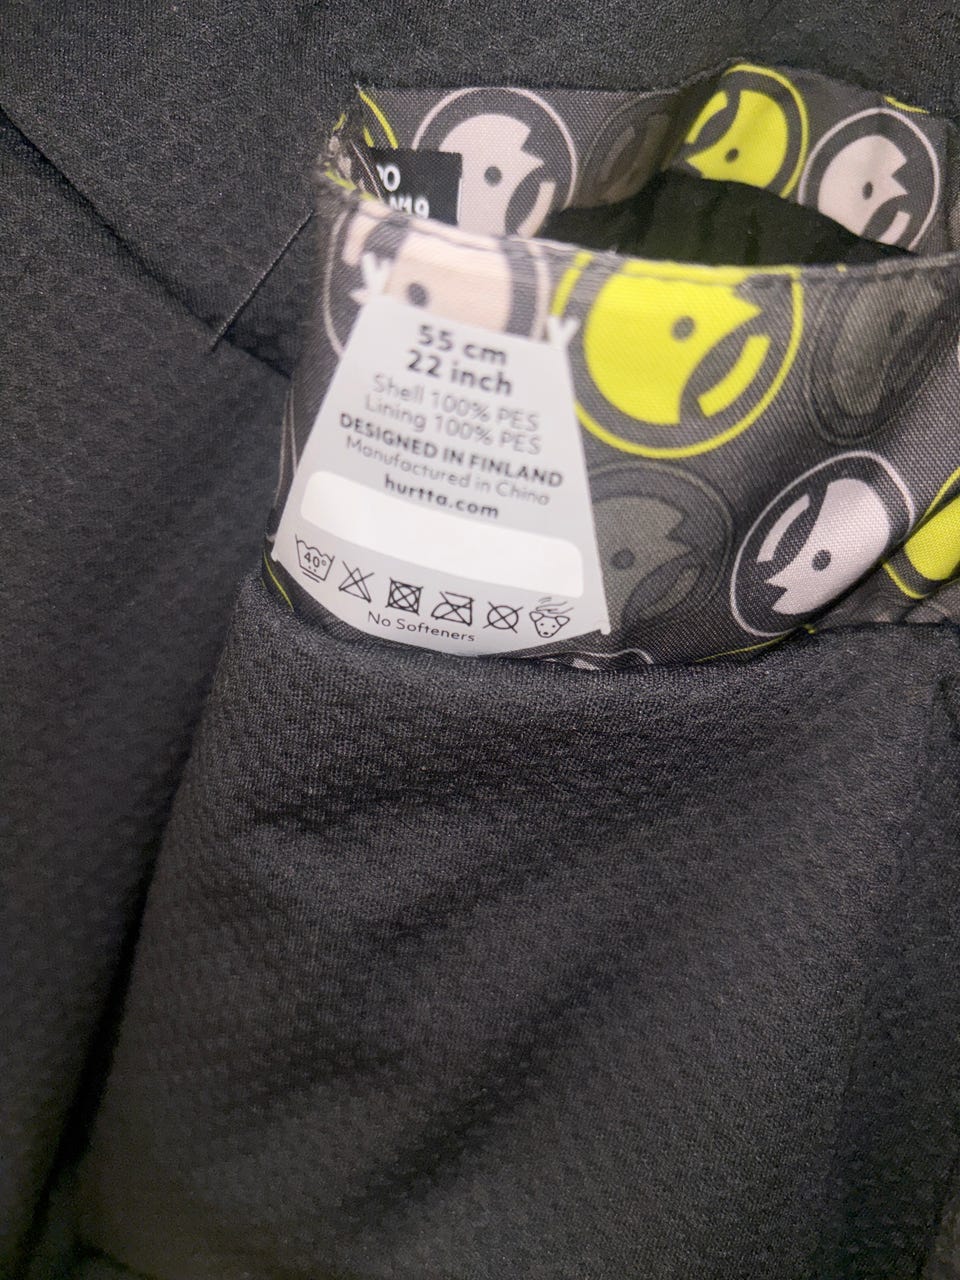 55 cm
22 inch
Shell 100% PES
Lining 100% PES
DESIGNED IN FINLAND
Manufactured in China
hurtta.com
40°
No Softeners